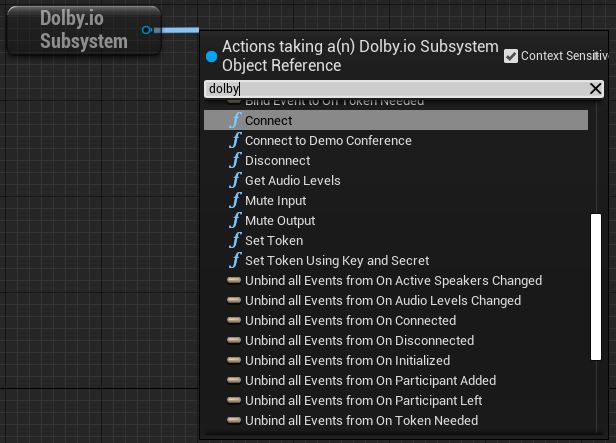 Dolby.io
Subsystem
Actions taking a(n) Dolby.io Subsystem
Object Reference
Context Sensitive
dolby
Bind Event to On Token Needed
Connect
Connect to Demo Conference
Disconnect
Get Audio Levels
Mute Input
Mute Output
Set Token
Set Token Using Key and Secret
Unbind all Events from On Active Speakers Changed
Unbind all Events from On Audio Levels Changed
Unbind all Events from On Connected
Unbind all Events from On Disconnected
Unbind all Events from On Initialized
Unbind all Events from On Participant Added
Unbind all Events from On Participant Left
Unbind all Events from On Token Needed